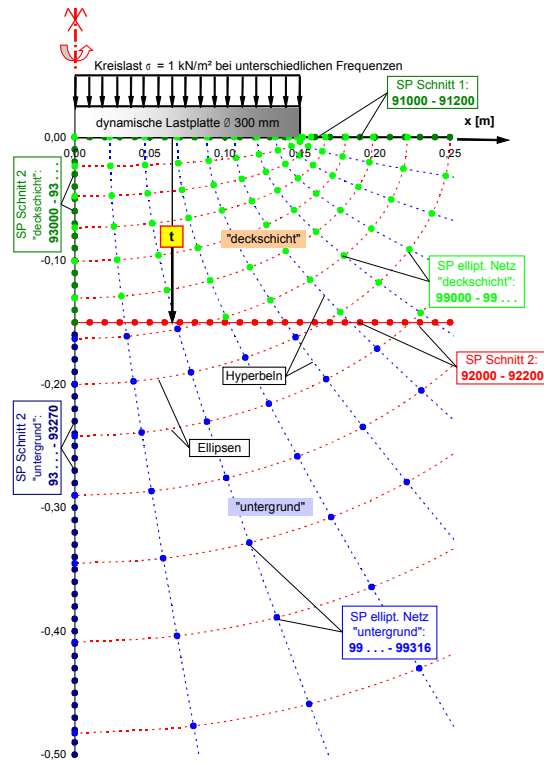 Kreislast σ = 1 kN/m² bei unterschiedlichen Frequenzen
SP Schnitt 1:
91000 - 91200
dynamische Lastplatte Ø 300 mm
x [m]
0,00
0,00
0,05
0,10
0,15
0,20
0,25
SP Schnitt 2
"deckschicht":
93000 - 93 ...
t
"deckschicht"
-0,10
SP ellipt. Netz
"deckschicht":
99000 - 99 ...
SP Schnitt 2:
92000 - 92200
Hyperbeln
-0,20
Ellipsen
SP Schnitt 2
"untergrund":
93 ... - 93270
-0,30
"untergrund"
-0,40
SP ellipt. Netz
"untergrund":
99 ... - 99316
-0,50